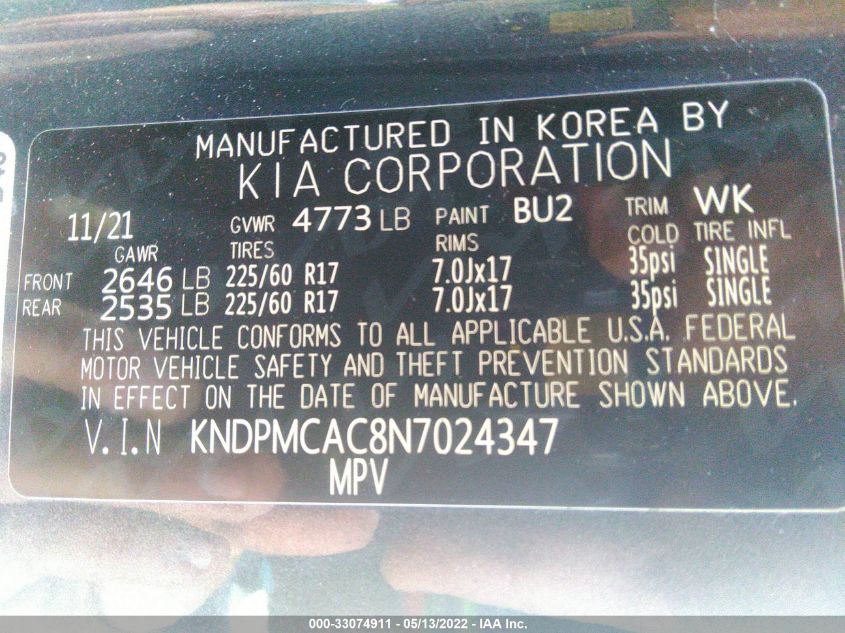 MANUFACTURED IN KOREA BY
KIA CORPORATION
11/21 GVWR 4773 LB PAINT BU2 TRIM WK
GAWR TIRES RIMS COLD TIRE INFL
FRONT 2646 LB 225/60 R17 7.0Jx17 35psi SINGLE
REAR 2535 LB 225/60 R17 7.0Jx17 35psi SINGLE
THIS VEHICLE CONFORMS TO ALL APPLICABLE U.S.A. FEDERAL
MOTOR VEHICLE SAFETY AND THEFT PREVENTION STANDARDS
IN EFFECT ON THE DATE OF MANUFACTURE SHOWN ABOVE.
V.I.N KNDPMCAC8N7024347
MPV
000-33074911 - 05/13/2022 - IAA Inc.